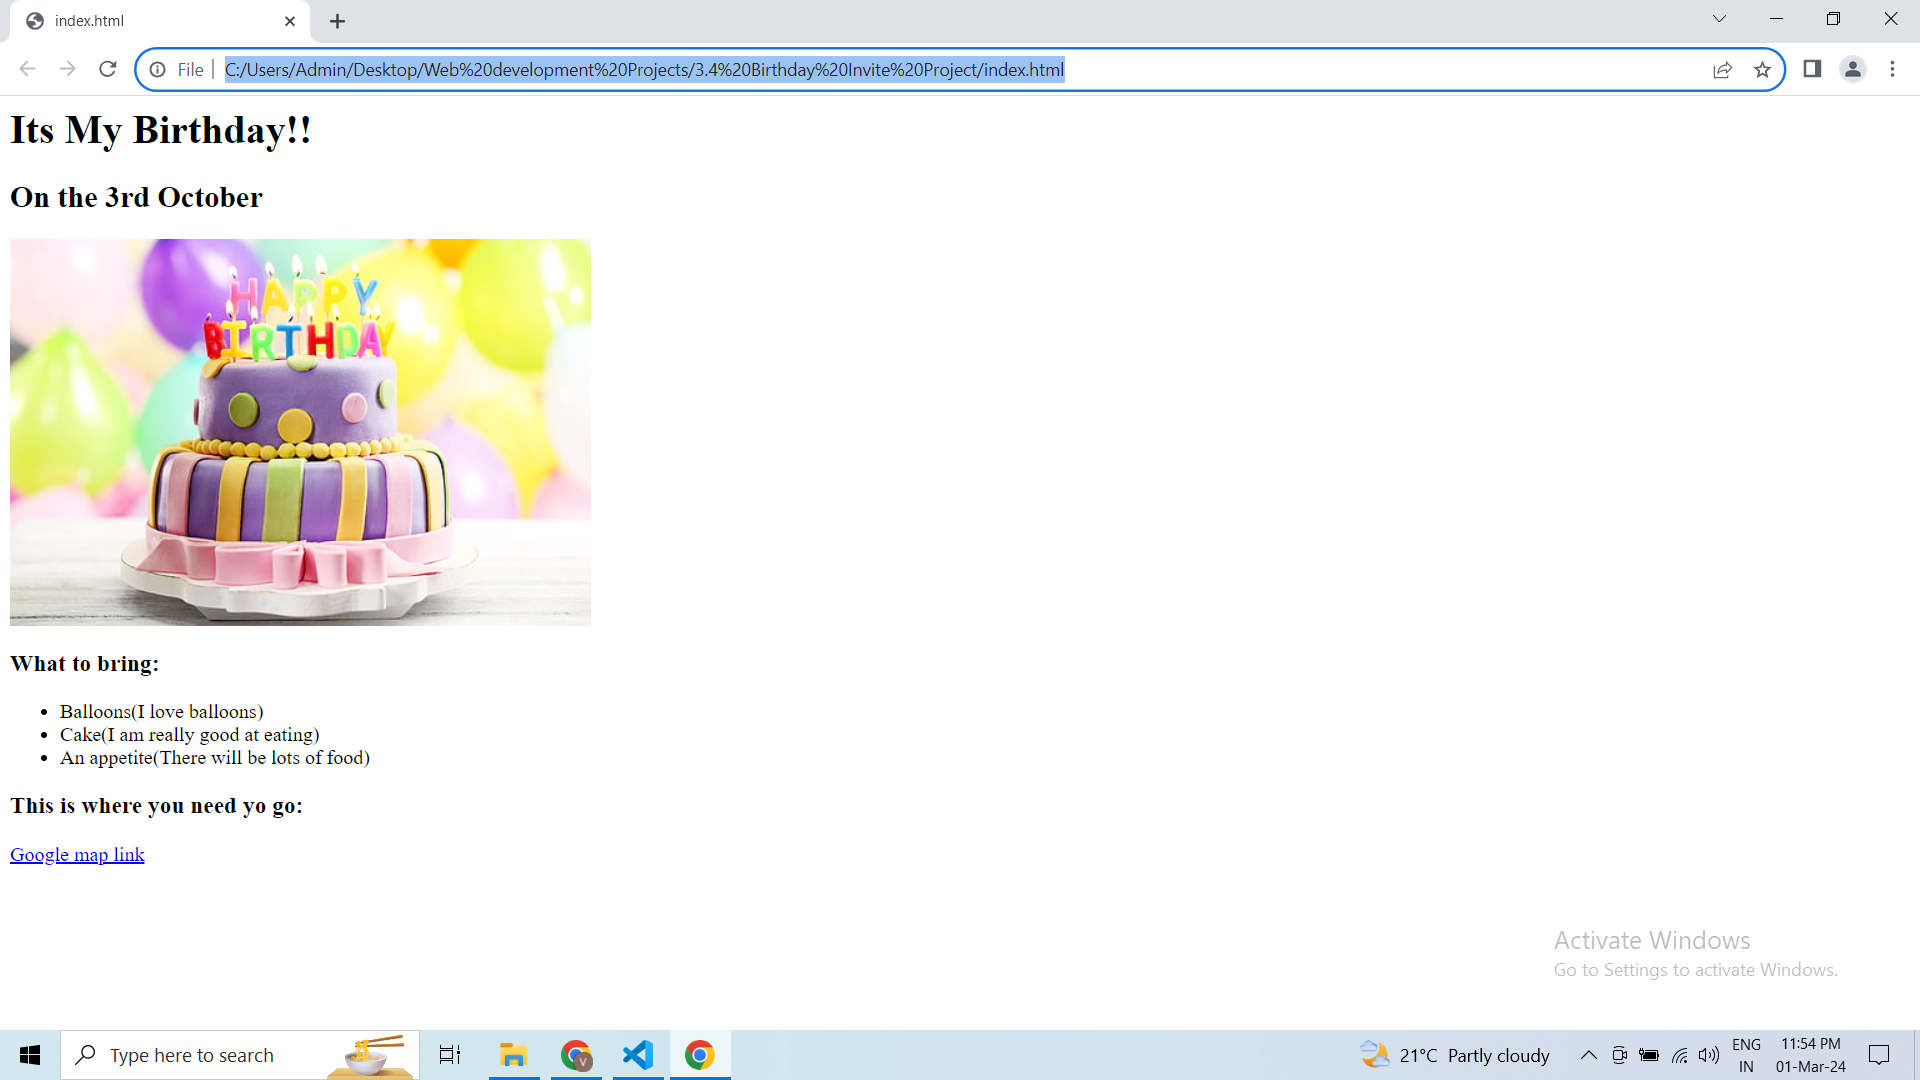 index.html
File
C:/Users/Admin/Desktop/Web%20development%20Projects/3.4%20Birthday%20Invite%20Project/index.html
Its My Birthday!!
On the 3rd October
HAPPY
BIRTHDAY
What to bring:
Balloons(I love balloons)
Cake(I am really good at eating)
An appetite(There will be lots of food)
This is where you need yo go:
Google map link
Activate Windows
Go to Settings to activate Windows.
Type here to search
V
21°C Partly cloudy
ENG
IN
11:54 PM
01-Mar-24